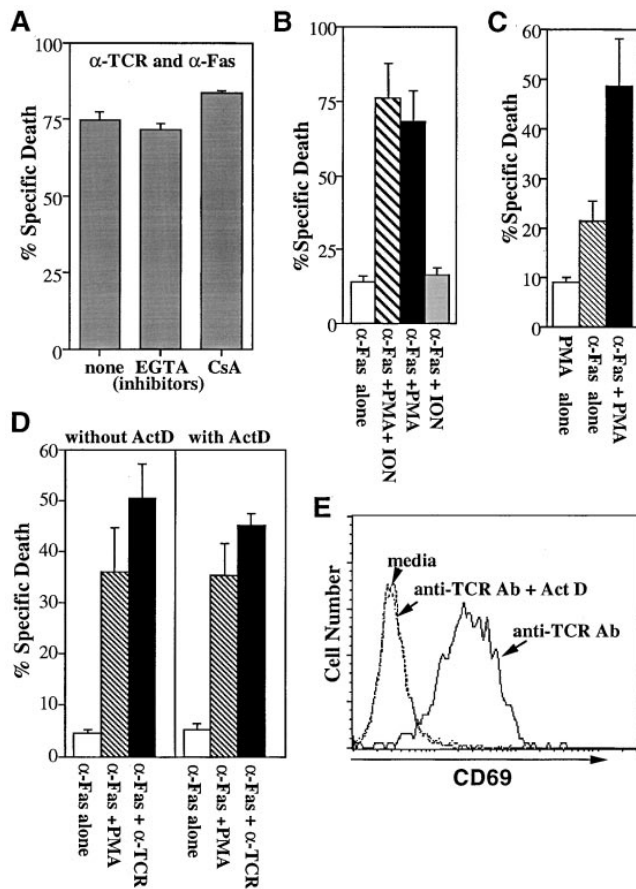 A
α-TCR and α-Fas
% Specific Death
100
75
50
25
0
none EGTA CsA
(inhibitors)
B
%Specific Death
100
75
50
25
0
α-Fas alone
α-Fas +PMA+ ION
α-Fas +PMA
α-Fas + ION
C
%Specific Death
60
50
40
30
20
10
0
PMA alone
α-Fas alone
α-Fas + PMA
D
without ActD with ActD
% Specific Death
60
50
40
30
20
10
0
α-Fas alone
α-Fas +PMA
α-Fas + α-TCR
α-Fas alone
α-Fas +PMA
α-Fas + α-TCR
E
Cell Number
media
anti-TCR Ab + Act D
anti-TCR Ab
CD69